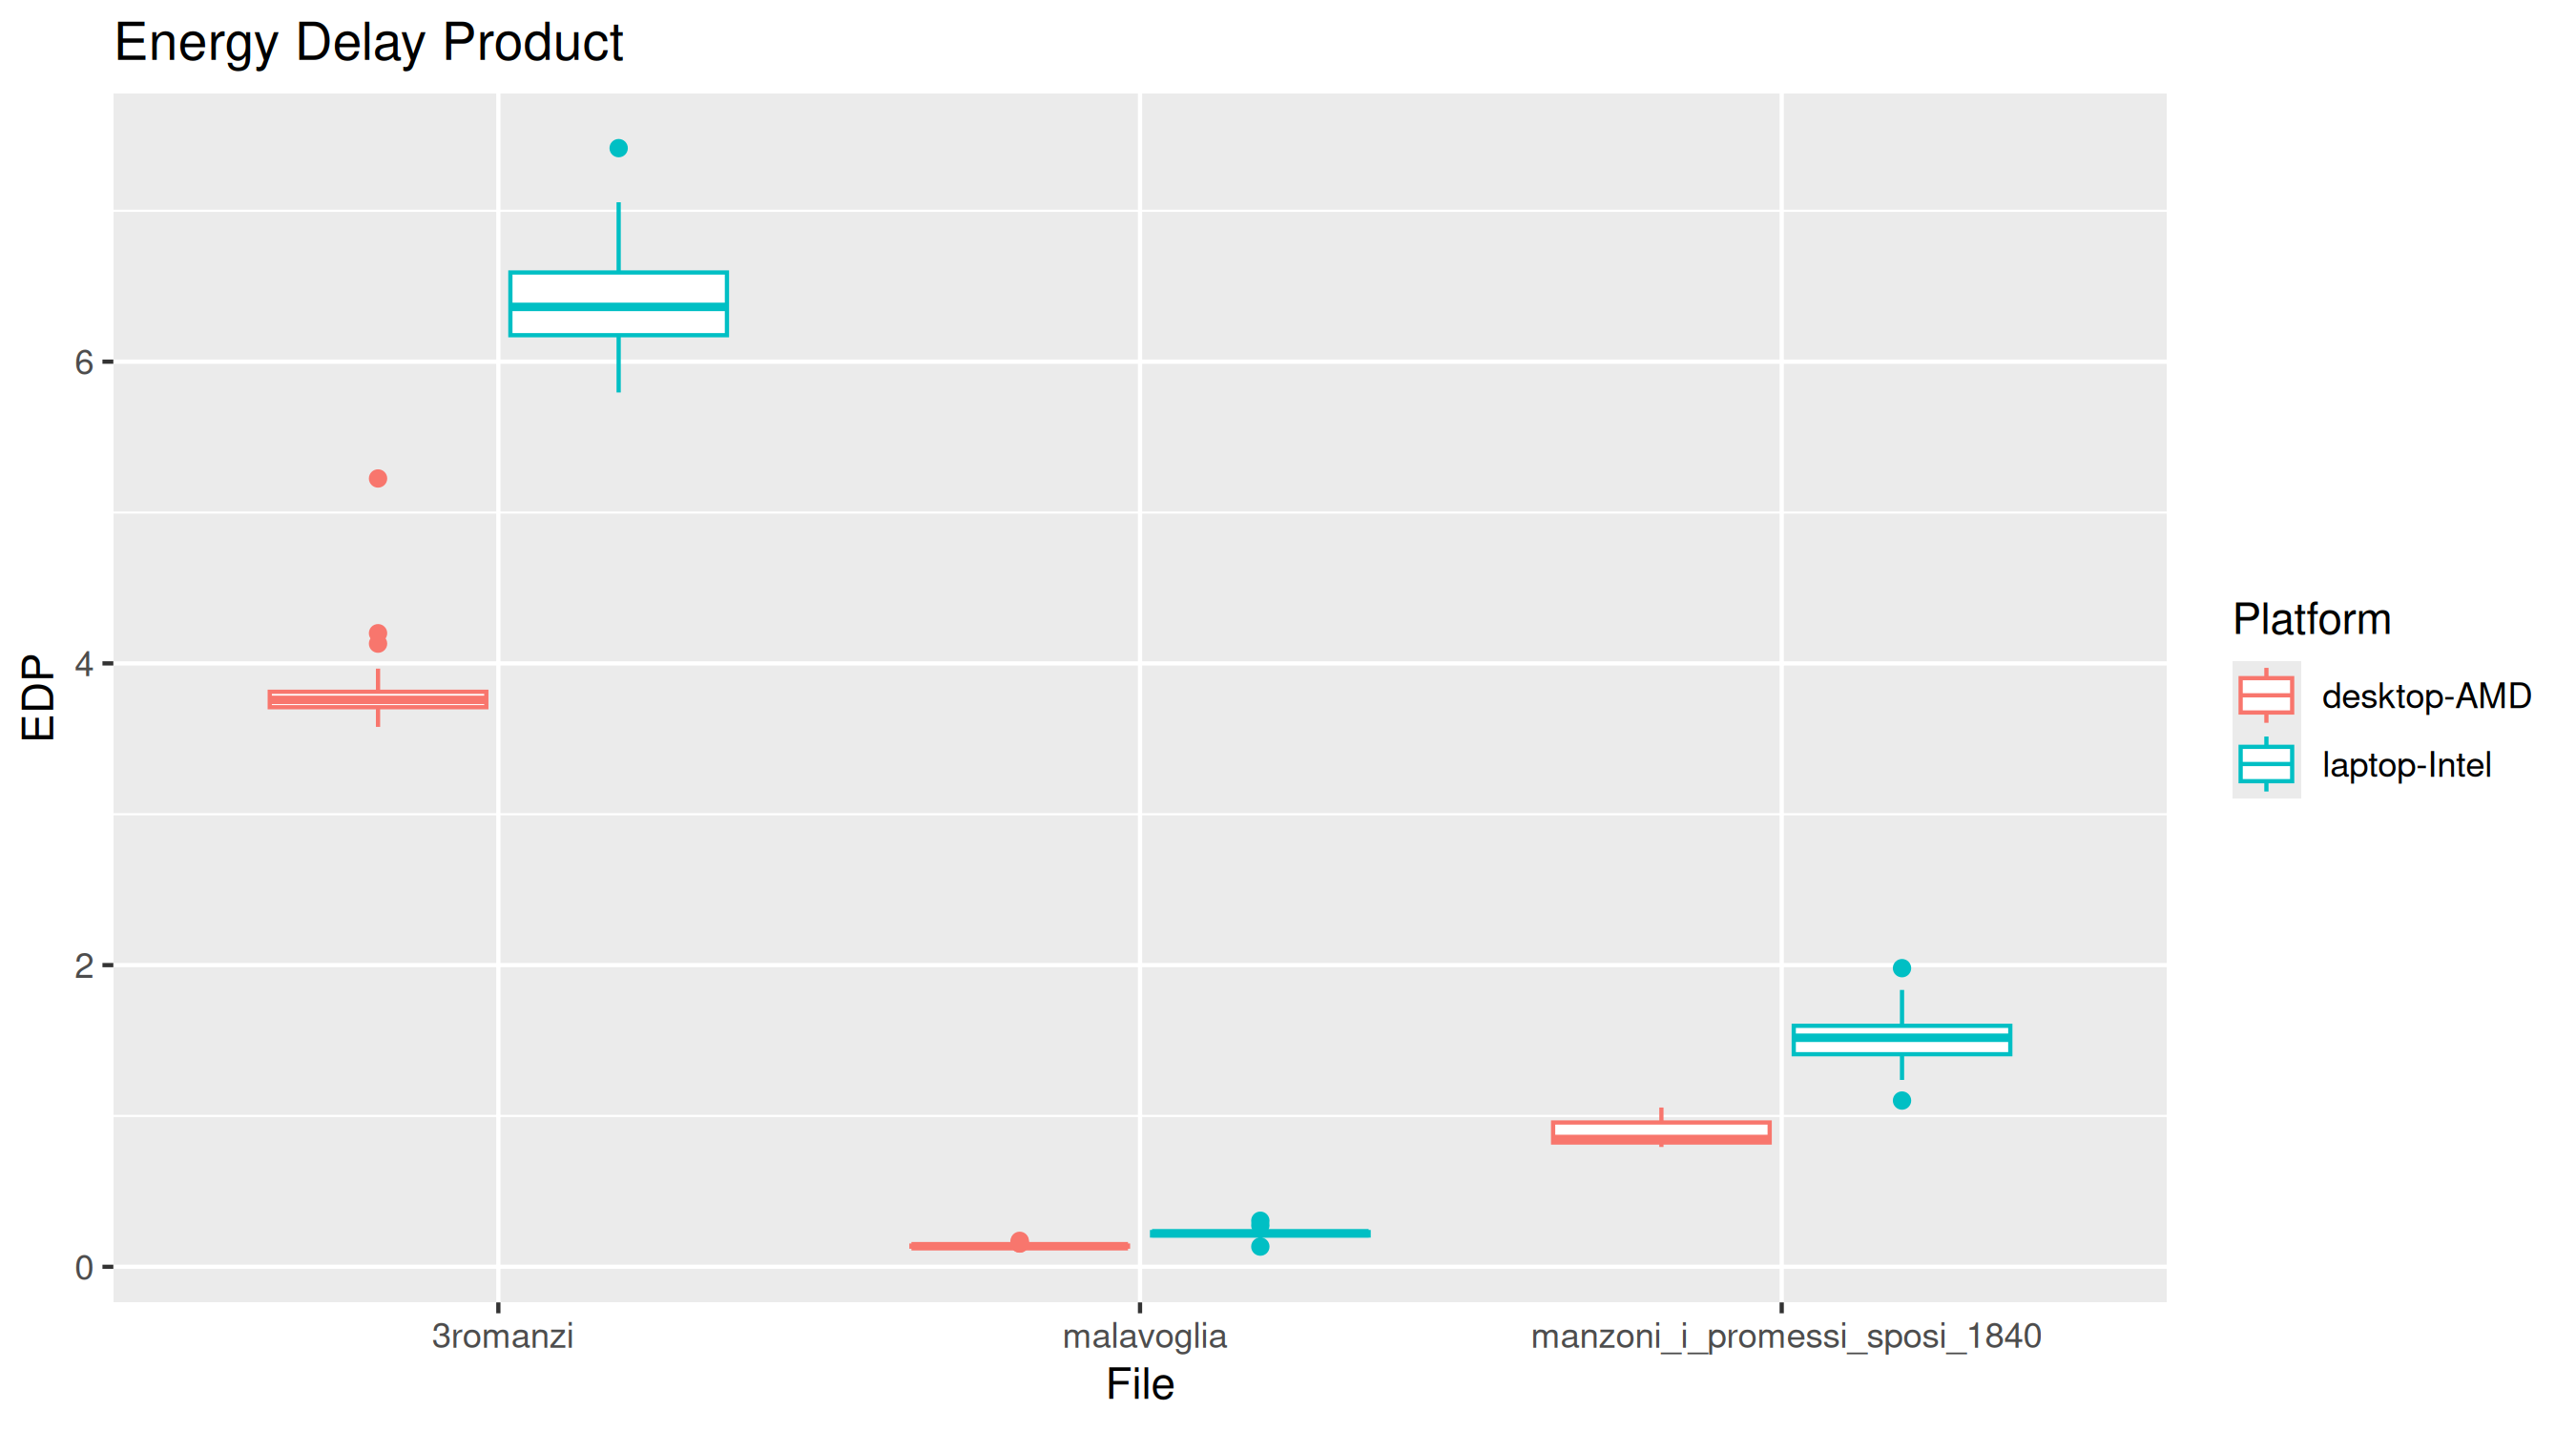 Energy Delay Product
EDP
6
4
2
0
3romanzi
malavoglia
manzoni_i_promessi_sposi_1840
File
Platform
desktop-AMD
laptop-Intel